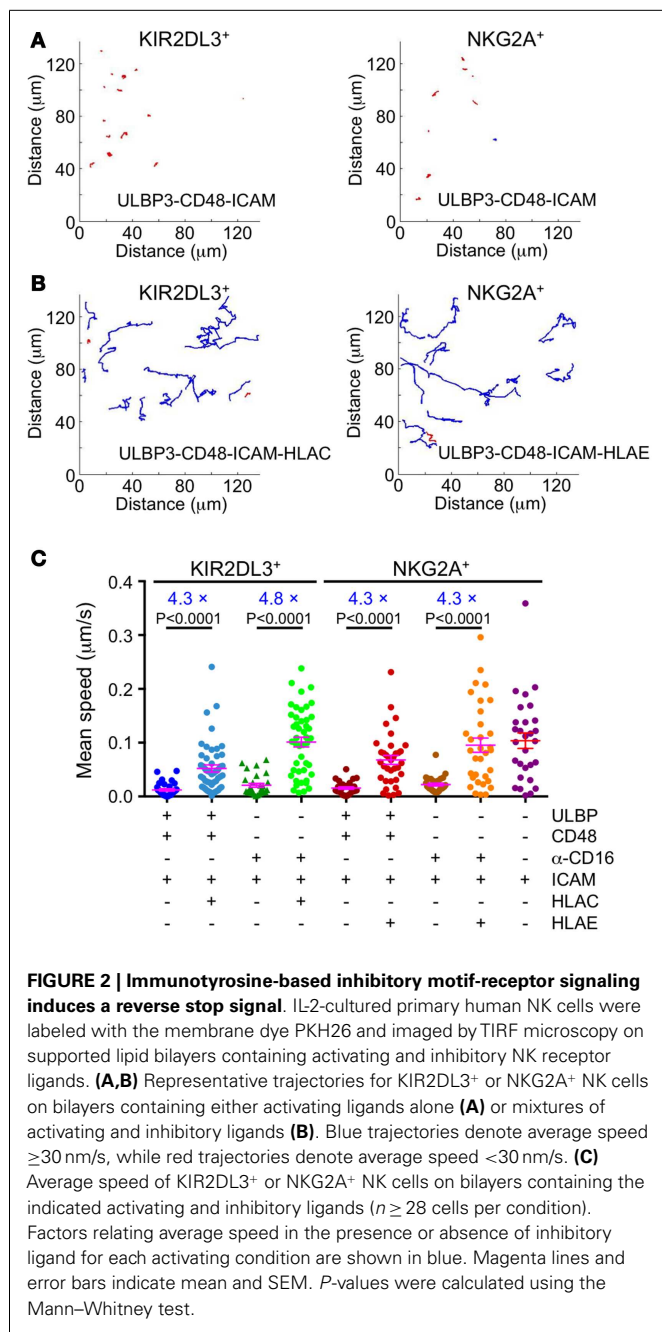 A
KIR2DL3+
NKG2A+
Distance (μm)
120
80
40
0
ULBP3-CD48-ICAM
0 40 80 120
Distance (μm)
Distance (μm)
120
80
40
0
ULBP3-CD48-ICAM
0 40 80 120
Distance (μm)
B
KIR2DL3+
NKG2A+
Distance (μm)
120
80
40
0
ULBP3-CD48-ICAM-HLAC
0 40 80 120
Distance (μm)
120
80
40
0
ULBP3-CD48-ICAM-HLAE
0 40 80 120
C
KIR2DL3+ NKG2A+
4.3 × 4.8 × 4.3 × 4.3 ×
P<0.0001 P<0.0001 P<0.0001 P<0.0001
Mean speed (μm/s)
0.4
0.3
0.2
0.1
0.0
+ + - - + + - - - ULBP
+ + - - + + - - - CD48
- - + + - - + + - α-CD16
+ + + + + + + + + ICAM
- + - + - - - - - HLAC
- - - - - + - + - HLAE
FIGURE 2 | Immunotyrosine-based inhibitory motif-receptor signaling
induces a reverse stop signal. IL-2-cultured primary human NK cells were
labeled with the membrane dye PKH26 and imaged by TIRF microscopy on
supported lipid bilayers containing activating and inhibitory NK receptor
ligands. (A,B) Representative trajectories for KIR2DL3+ or NKG2A+ NK cells
on bilayers containing either activating ligands alone (A) or mixtures of
activating and inhibitory ligands (B). Blue trajectories denote average speed
≥30 nm/s, while red trajectories denote average speed <30 nm/s. (C)
Average speed of KIR2DL3+ or NKG2A+ NK cells on bilayers containing the
indicated activating and inhibitory ligands (n ≥ 28 cells per condition).
Factors relating average speed in the presence or absence of inhibitory
ligand for each activating condition are shown in blue. Magenta lines and
error bars indicate mean and SEM. P-values were calculated using the
Mann–Whitney test.